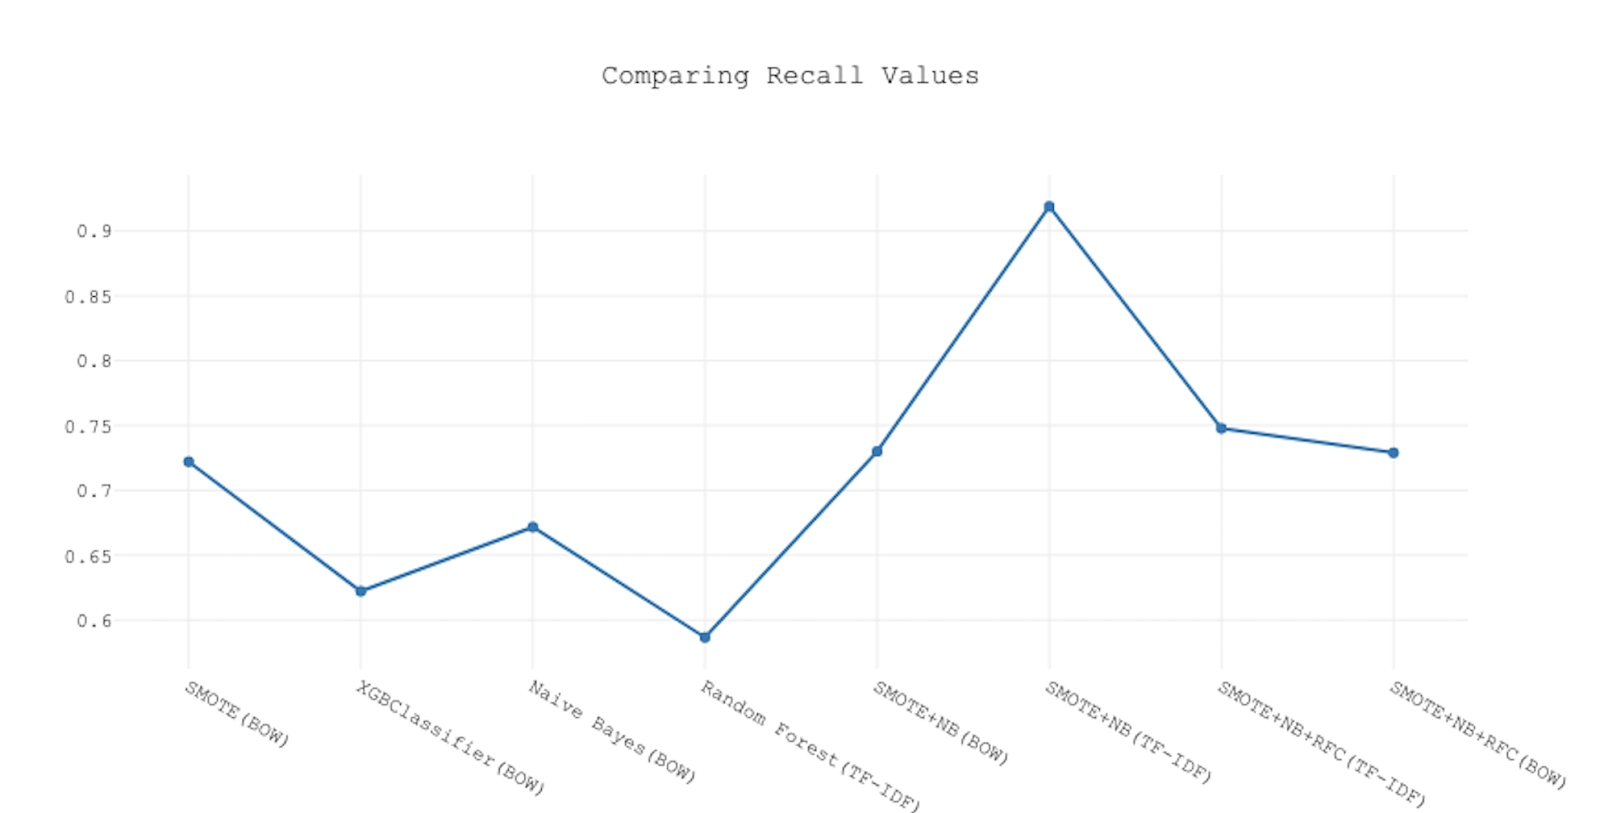 Comparing Recall Values
0.9
0.85
0.8
0.75
0.7
0.65
0.6
SMOTE(BOW)
XGBClassifier(BOW)
Naive Bayes(BOW)
Random Forest(TF-IDF)
SMOTE+NB(BOW)
SMOTE+NB(TF-IDF)
SMOTE+NB+RFC(TF-IDF)
SMOTE+NB+RFC(BOW)